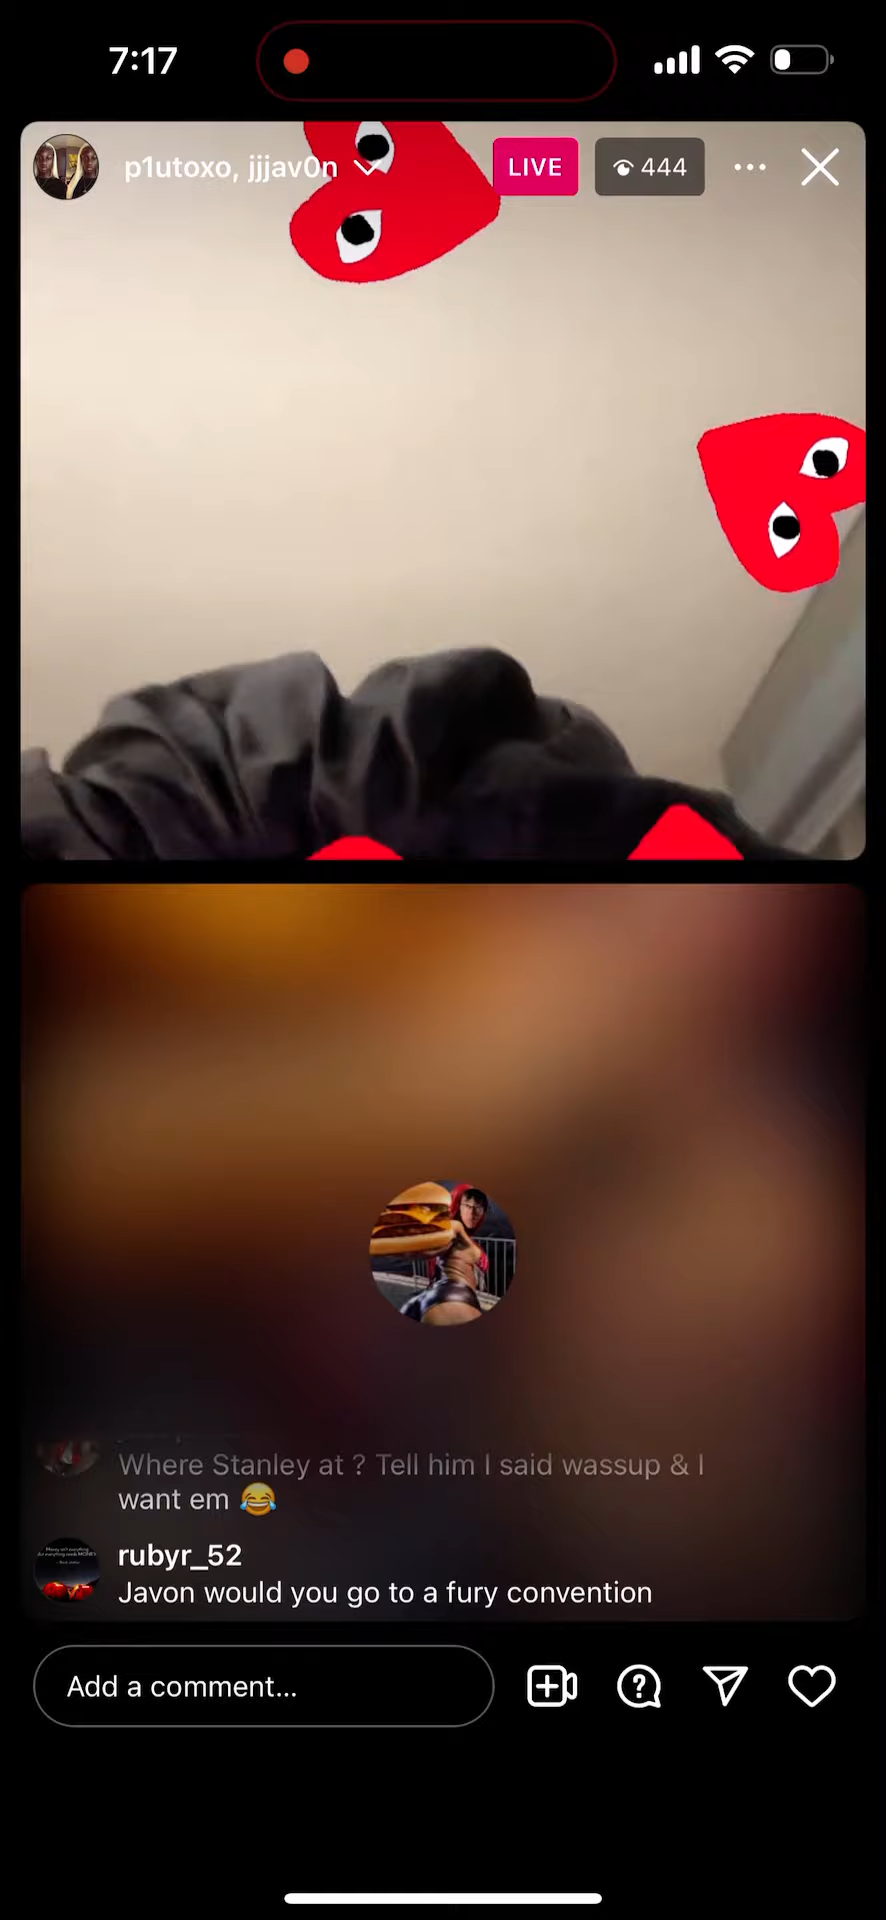 7:17
p1utoxo, jjjav0n
LIVE
444
Where Stanley at ? Tell him I said wassup & I
want em 😂
rubyr_52
Javon would you go to a fury convention
Add a comment...